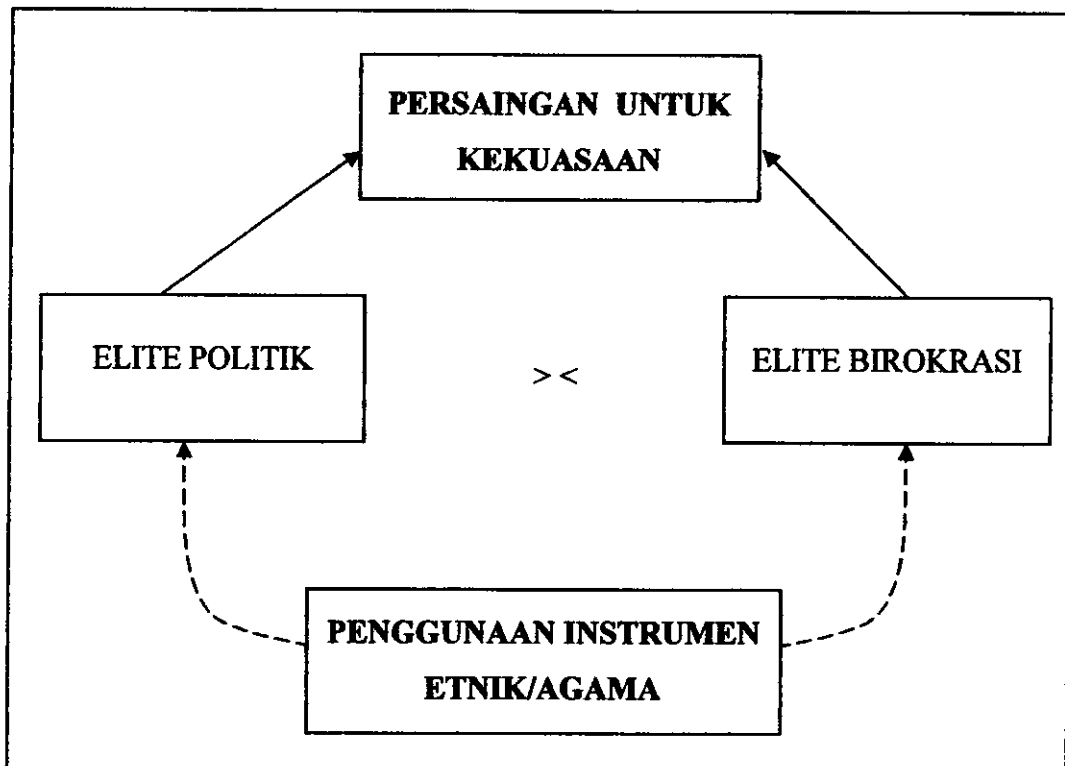 PERSAINGAN UNTUK
KEKUASAAN
ELITE POLITIK
> <
ELITE BIROKRASI
PENGGUNAAN INSTRUMEN
ETNIK/AGAMA